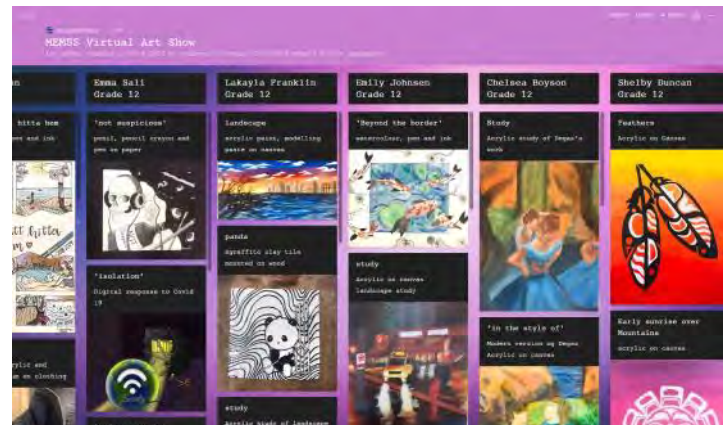 MEMSS Virtual Art Show
Emma Bali
Grade 12
'not suspicious'
pencil, pencil crayon and
pen on paper
'isolation'
Digital response to Covid
19
Lakayla Franklin
Grade 12
landscape
acrylic paint, modelling
paste on canvas
panda
sgraffito clay tile
mounted on wood
study
Emily Johnsen
Grade 12
'Beyond the border'
watercolour, pen and ink
study
Acrylic on canvas
landscape study
Chelsea Boyson
Grade 12
Study
Acrylic study of Degas's
work
'in the style of'
Modern version og Degas
Acrylic on canvas
Shelby Duncan
Grade 12
Feathers
Acrylic on Canvas
Early sunrise over
Mountains
acrylic on canvas